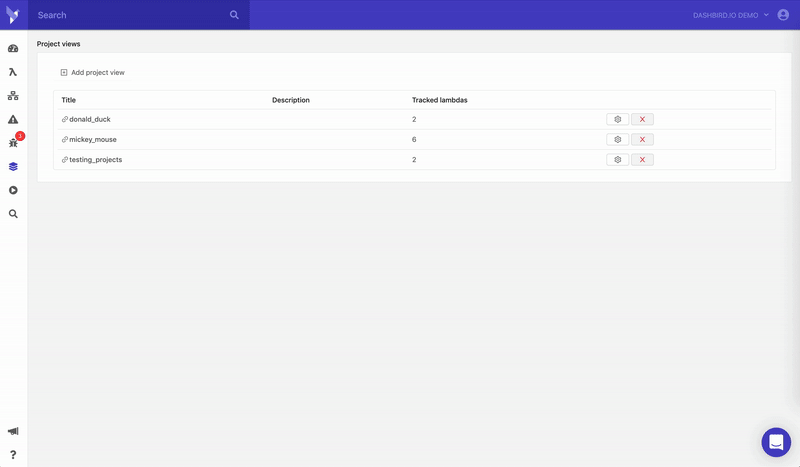 Search
DASHBIRD.IO DEMO
Project views
Add project view
Title Description Tracked lambdas
donald_duck 2
mickey_mouse 6
testing_projects 2